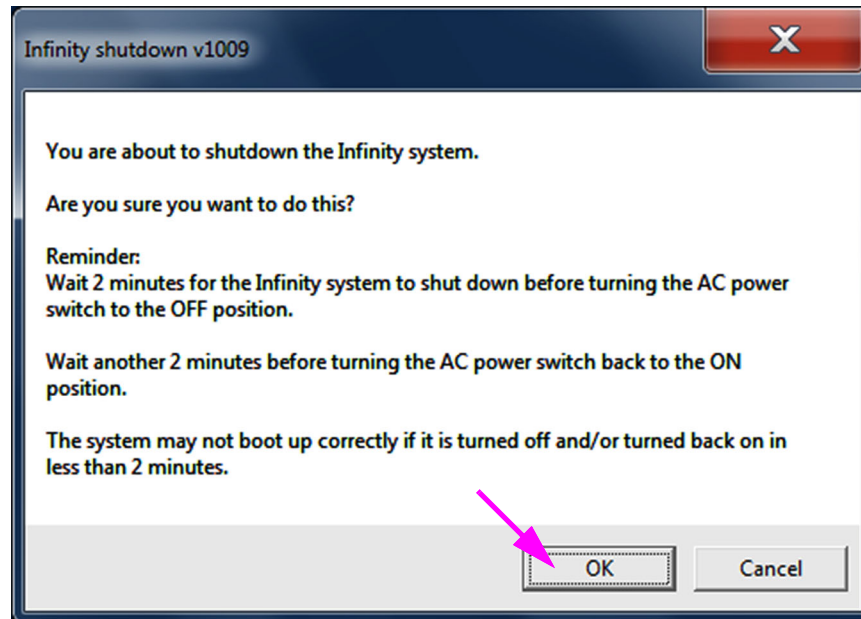 Infinity shutdown v1009
You are about to shutdown the Infinity system.
Are you sure you want to do this?
Reminder:
Wait 2 minutes for the Infinity system to shut down before turning the AC power
switch to the OFF position.
Wait another 2 minutes before turning the AC power switch back to the ON
position.
The system may not boot up correctly if it is turned off and/or turned back on in
less than 2 minutes.
OK Cancel